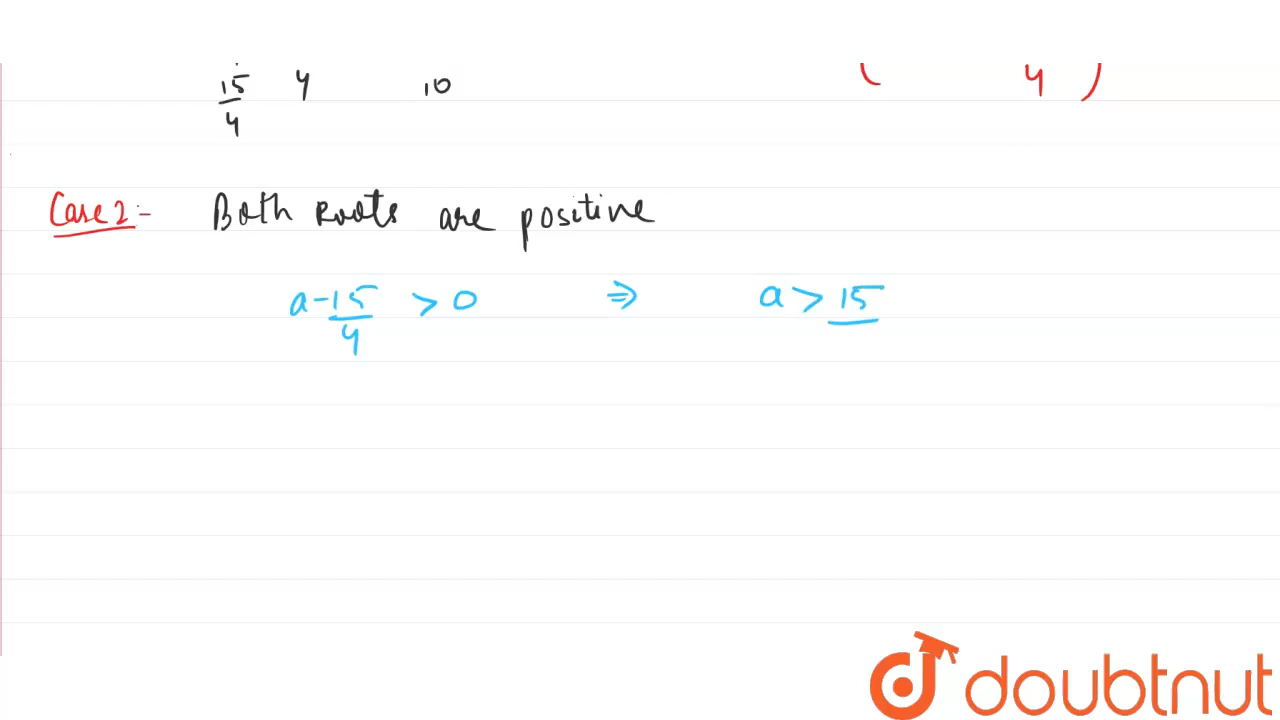 15 4 10 ( 4 )
4
Case 2:- Both roots are positive
a - 15 > 0 ⇒ a > 15
4
doubtnut